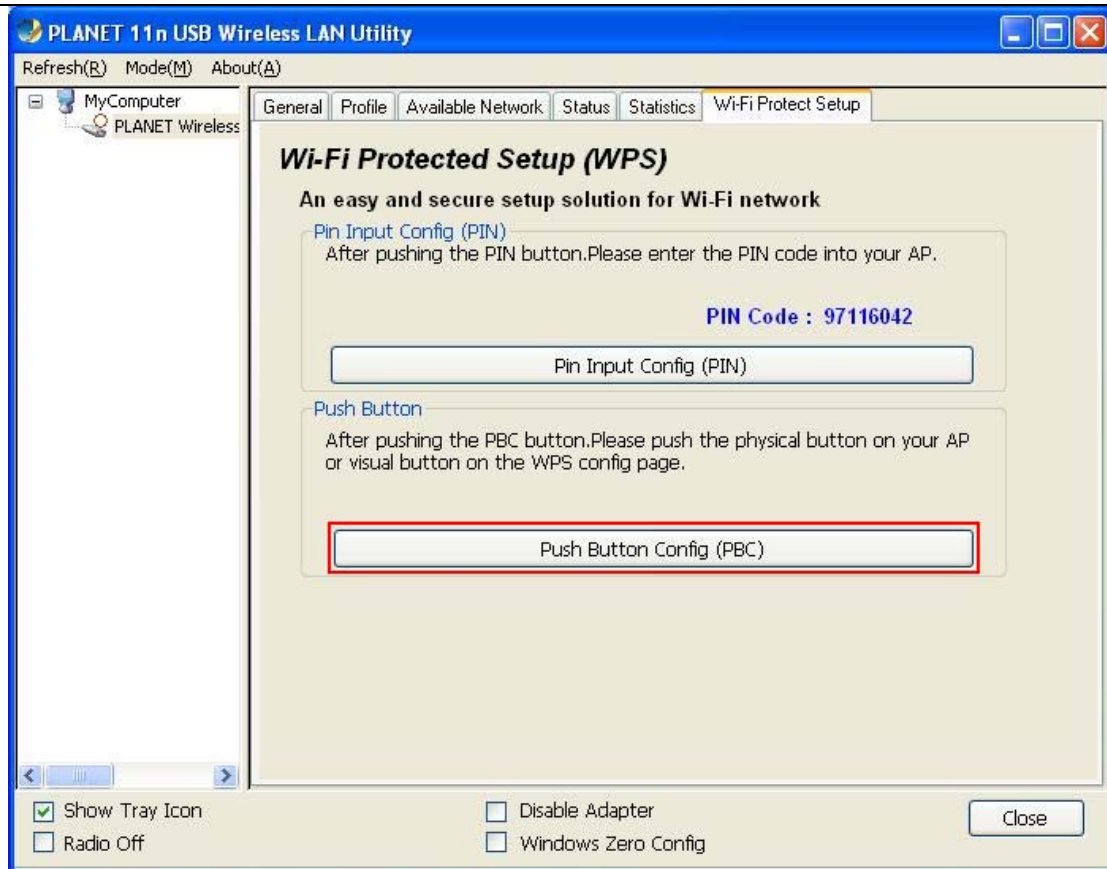 PLANET 11n USB Wireless LAN Utility
Refresh(R) Mode(M) About(A)
MyComputer
PLANET Wireless
General Profile Available Network Status Statistics Wi-Fi Protect Setup
Wi-Fi Protected Setup (WPS)
An easy and secure setup solution for Wi-Fi network
Pin Input Config (PIN)
After pushing the PIN button.Please enter the PIN code into your AP.
PIN Code : 97116042
Pin Input Config (PIN)
Push Button
After pushing the PBC button.Please push the physical button on your AP
or visual button on the WPS config page.
Push Button Config (PBC)
Show Tray Icon
Disable Adapter
Close
Radio Off
Windows Zero Config